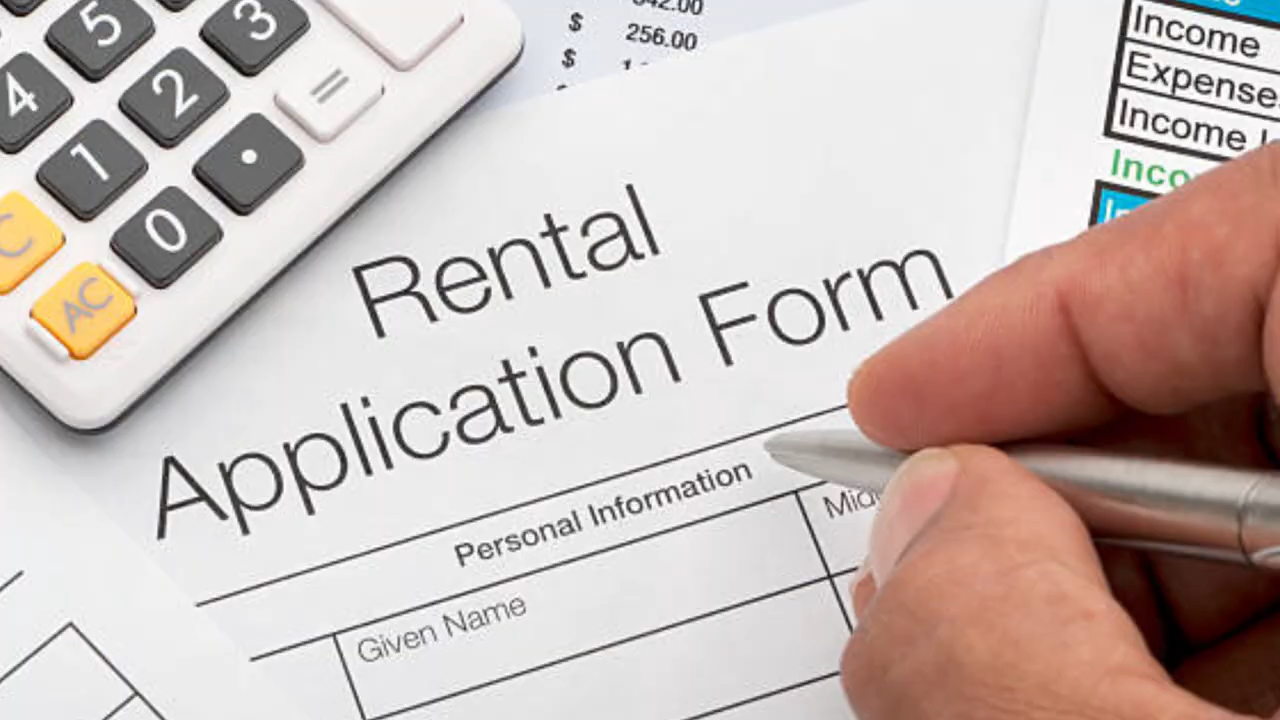 5
3
4
2
=
1
.
0
C
AC
$ 256.00
$
Income
Expense
Income
Rental
Application Form
Personal Information
Given Name